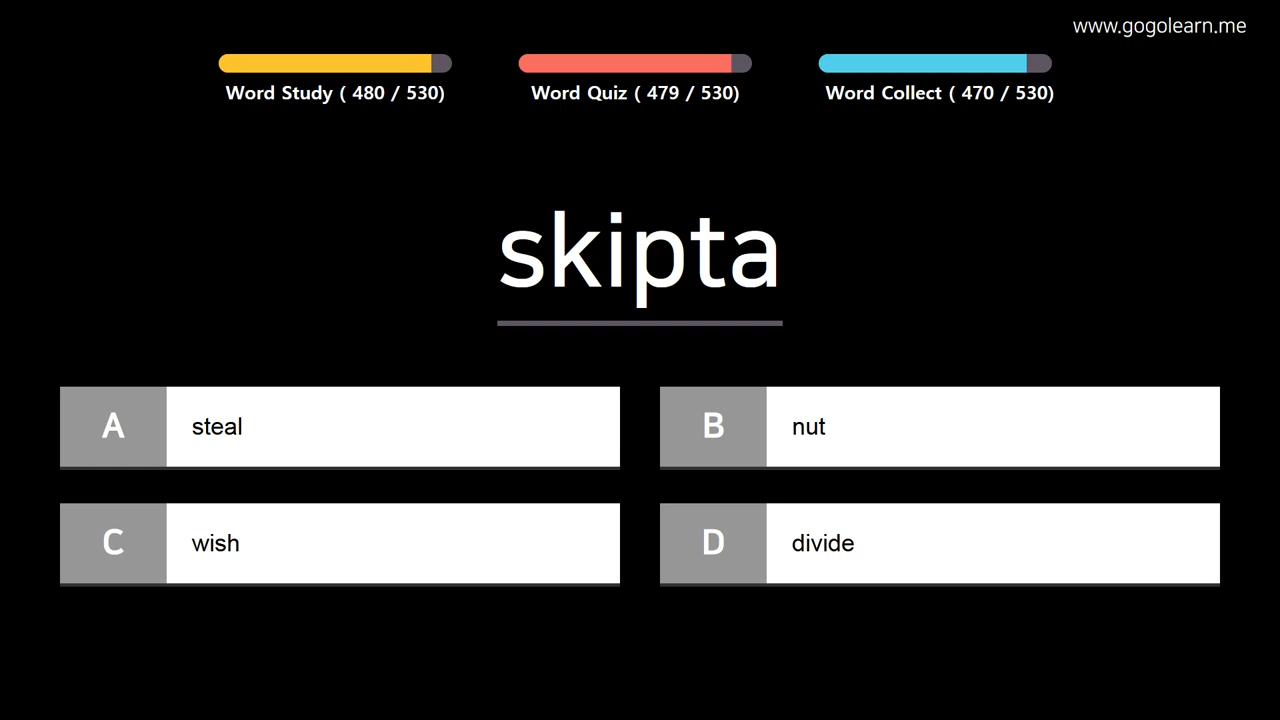 www.gogolearn.me
Word Study ( 480 / 530)
Word Quiz ( 479 / 530)
Word Collect ( 470 / 530)
skipta
A steal
B nut
C wish
D divide